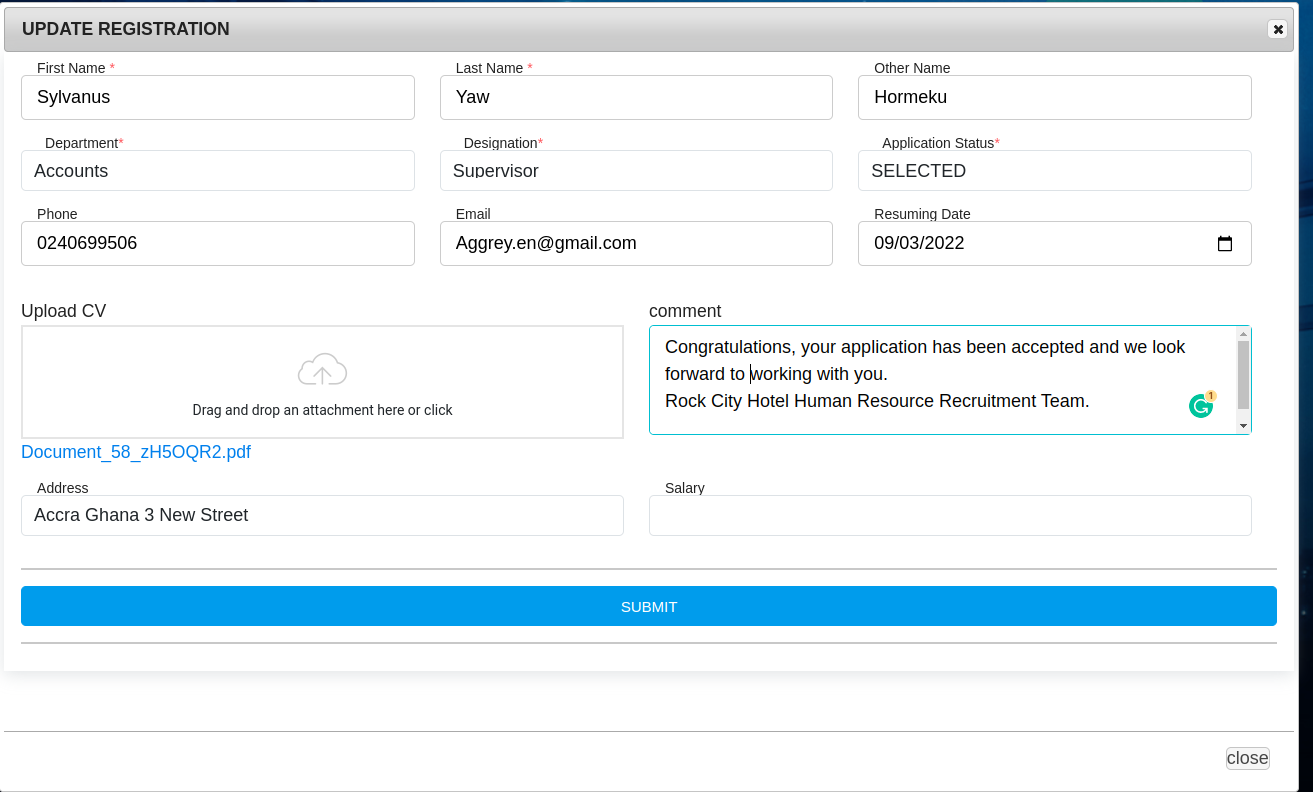 UPDATE REGISTRATION
First Name *
Last Name *
Other Name
Sylvanus
Yaw
Hormeku
Department*
Designation*
Application Status*
Accounts
Supervisor
SELECTED
Phone
Email
Resuming Date
0240699506
Aggrey.en@gmail.com
09/03/2022
Upload CV
comment
Congratulations, your application has been accepted and we look
forward to working with you.
Rock City Hotel Human Resource Recruitment Team.
1
Drag and drop an attachment here or click
Document_58_zH5OQR2.pdf
Address
Salary
Accra Ghana 3 New Street
SUBMIT
close